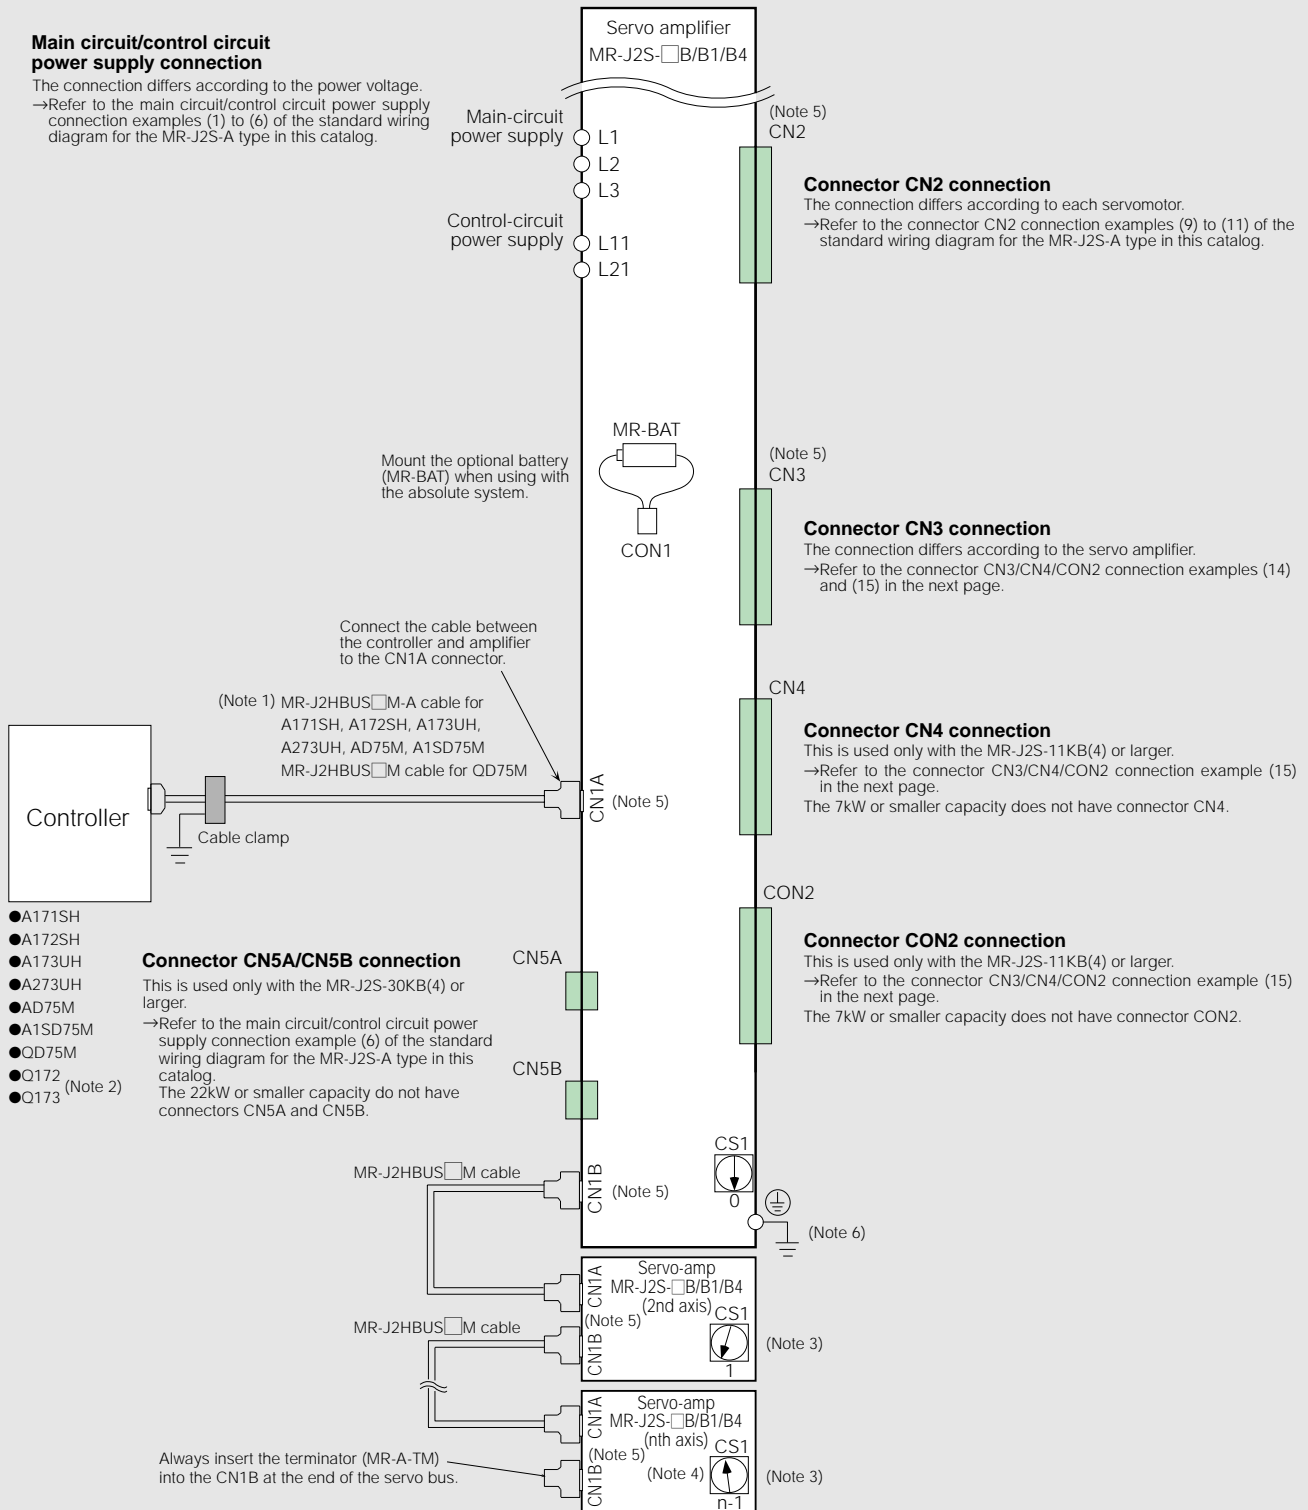 Servo amplifier
MR-J2S-□B/B1/B4
Main circuit/control circuit
power supply connection
The connection differs according to the power voltage.
→Refer to the main circuit/control circuit power supply
connection examples (1) to (6) of the standard wiring
diagram for the MR-J2S-A type in this catalog.
Main-circuit
power supply
L1
L2
L3
Control-circuit
power supply
L11
L21
(Note 5)
CN2
Connector CN2 connection
The connection differs according to each servomotor.
→Refer to the connector CN2 connection examples (9) to (11) of the
standard wiring diagram for the MR-J2S-A type in this catalog.
MR-BAT
Mount the optional battery
(MR-BAT) when using with
the absolute system.
CON1
(Note 5)
CN3
Connector CN3 connection
The connection differs according to the servo amplifier.
→Refer to the connector CN3/CN4/CON2 connection examples (14)
and (15) in the next page.
Connect the cable between
the controller and amplifier
to the CN1A connector.
(Note 1) MR-J2HBUS□M-A cable for
A171SH, A172SH, A173UH,
A273UH, AD75M, A1SD75M
MR-J2HBUS□M cable for QD75M
CN1A
(Note 5)
Controller
Cable clamp
CN4
Connector CN4 connection
This is used only with the MR-J2S-11KB(4) or larger.
→Refer to the connector CN3/CN4/CON2 connection example (15)
in the next page.
The 7kW or smaller capacity does not have connector CN4.
●A171SH
●A172SH
●A173UH
●A273UH
●AD75M
●A1SD75M
●QD75M
●Q172
●Q173 (Note 2)
Connector CN5A/CN5B connection
This is used only with the MR-J2S-30KB(4) or
larger.
→Refer to the main circuit/control circuit power
supply connection example (6) of the standard
wiring diagram for the MR-J2S-A type in this
catalog.
The 22kW or smaller capacity do not have
connectors CN5A and CN5B.
CN5A
CN5B
CON2
Connector CON2 connection
This is used only with the MR-J2S-11KB(4) or larger.
→Refer to the connector CN3/CN4/CON2 connection example (15)
in the next page.
The 7kW or smaller capacity does not have connector CON2.
MR-J2HBUS□M cable
CN1B
(Note 5)
CS1
0
(Note 6)
Servo-amp
MR-J2S-□B/B1/B4
(2nd axis)
CN1A
(Note 5)
CN1B
CS1
1
(Note 3)
MR-J2HBUS□M cable
Servo-amp
MR-J2S-□B/B1/B4
(nth axis)
CN1A
(Note 5)
CN1B
(Note 4)
CS1
n-1
(Note 3)
Always insert the terminator (MR-A-TM)
into the CN1B at the end of the servo bus.